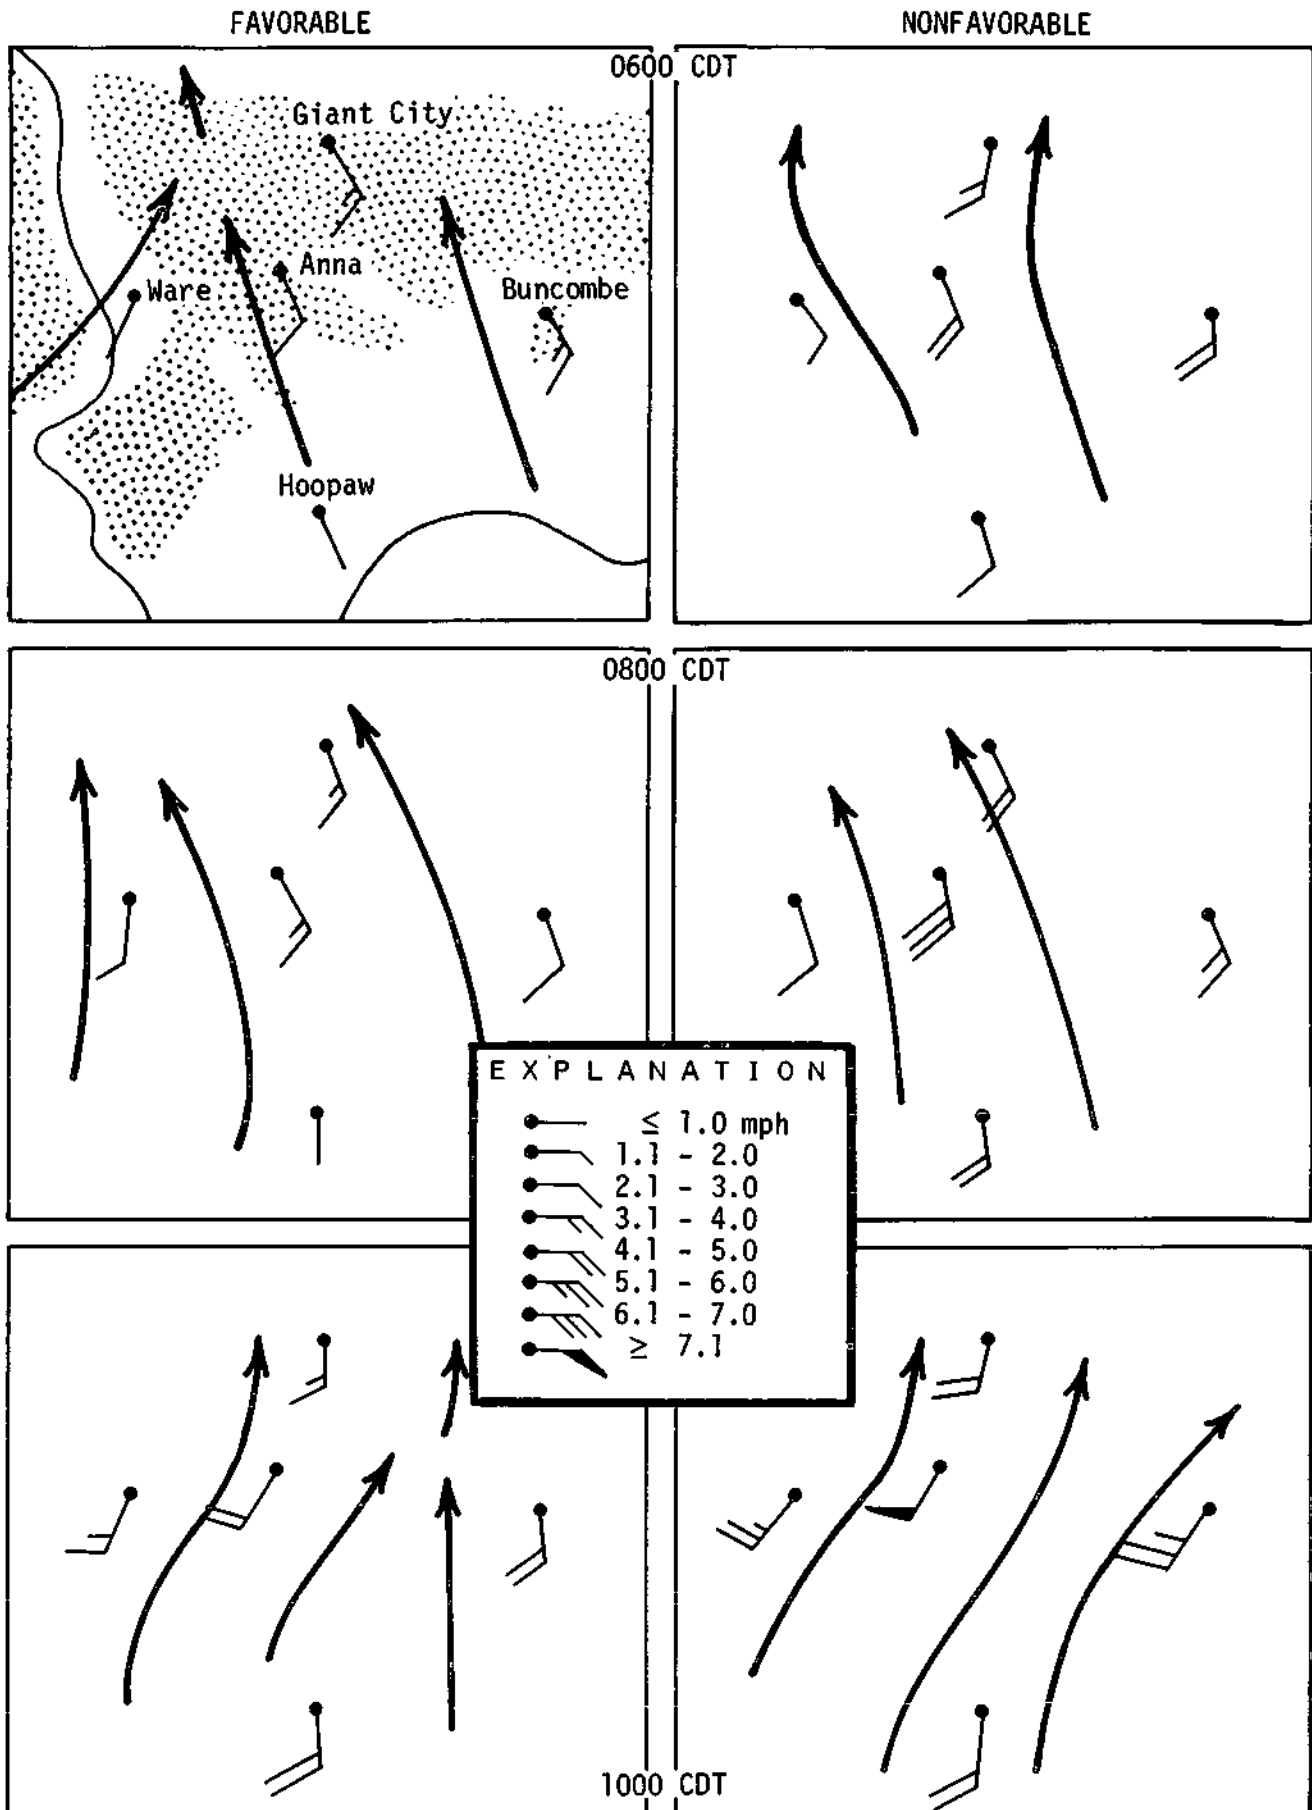 FAVORABLE
NONFAVORABLE
0600 CDT
Giant City
Anna
Ware
Buncombe
Hoopaw
0800 CDT
E X P L A N A T I O N
≤ 1.0 mph
1.1 - 2.0
2.1 - 3.0
3.1 - 4.0
4.1 - 5.0
5.1 - 6.0
6.1 - 7.0
≥ 7.1
1000 CDT